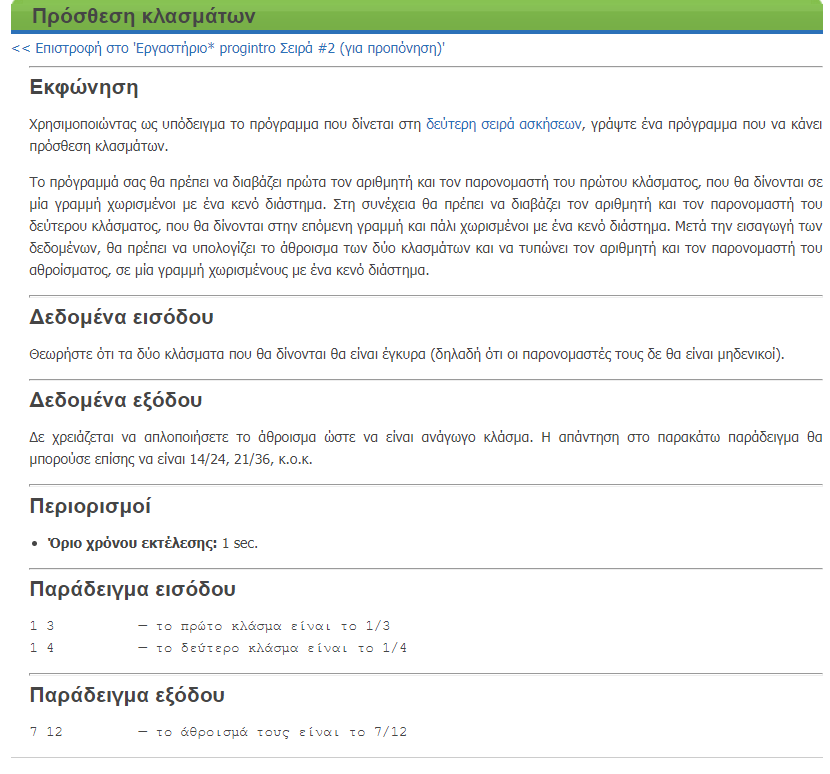 Πρόσθεση κλασμάτων
<< Επιστροφή στο 'Εργαστήριο* progintro Σειρά #2 (για προπόνηση)'
Εκφώνηση
Χρησιμοποιώντας ως υπόδειγμα το πρόγραμμα που δίνεται στη δεύτερη σειρά ασκήσεων, γράψτε ένα πρόγραμμα που να κάνει
πρόσθεση κλασμάτων.
Το πρόγραμμά σας θα πρέπει να διαβάζει πρώτα τον αριθμητή και τον παρονομαστή του πρώτου κλάσματος, που θα δίνονται σε
μία γραμμή χωρισμένοι με ένα κενό διάστημα. Στη συνέχεια θα πρέπει να διαβάζει τον αριθμητή και τον παρονομαστή του
δεύτερου κλάσματος, που θα δίνονται στην επόμενη γραμμή και πάλι χωρισμένοι με ένα κενό διάστημα. Μετά την εισαγωγή των
δεδομένων, θα πρέπει να υπολογίζει το άθροισμα των δύο κλασμάτων και να τυπώνει τον αριθμητή και τον παρονομαστή του
αθροίσματος, σε μία γραμμή χωρισμένους με ένα κενό διάστημα.
Δεδομένα εισόδου
Θεωρήστε ότι τα δύο κλάσματα που θα δίνονται θα είναι έγκυρα (δηλαδή ότι οι παρονομαστές τους δε θα είναι μηδενικοί).
Δεδομένα εξόδου
Δε χρειάζεται να απλοποιήσετε το άθροισμα ώστε να είναι ανάγωγο κλάσμα. Η απάντηση στο παρακάτω παράδειγμα θα
μπορούσε επίσης να είναι 14/24, 21/36, κ.ο.κ.
Περιορισμοί
• Όριο χρόνου εκτέλεσης: 1 sec.
Παράδειγμα εισόδου
1 3 — το πρώτο κλάσμα είναι το 1/3
1 4 — το δεύτερο κλάσμα είναι το 1/4
Παράδειγμα εξόδου
7 12 — το άθροισμά τους είναι το 7/12